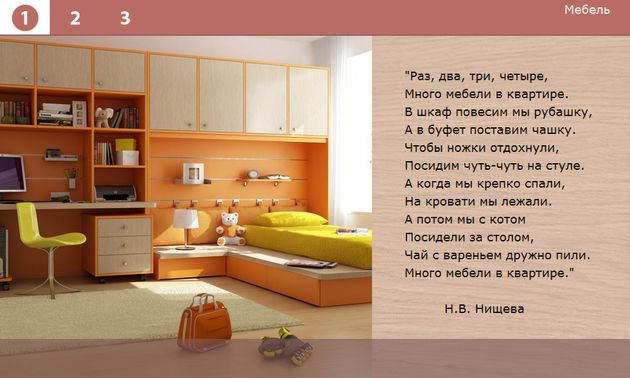 1 2 3
Мебель
"Раз, два, три, четыре,
Много мебели в квартире.
В шкаф повесим мы рубашку,
А в буфет поставим чашку.
Чтобы ножки отдохнули,
Посидим чуть-чуть на стуле.
А когда мы крепко спали,
На кровати мы лежали.
А потом мы с котом
Посидели за столом,
Чай с вареньем дружно пили.
Много мебели в квартире."
Н.В. Нищева